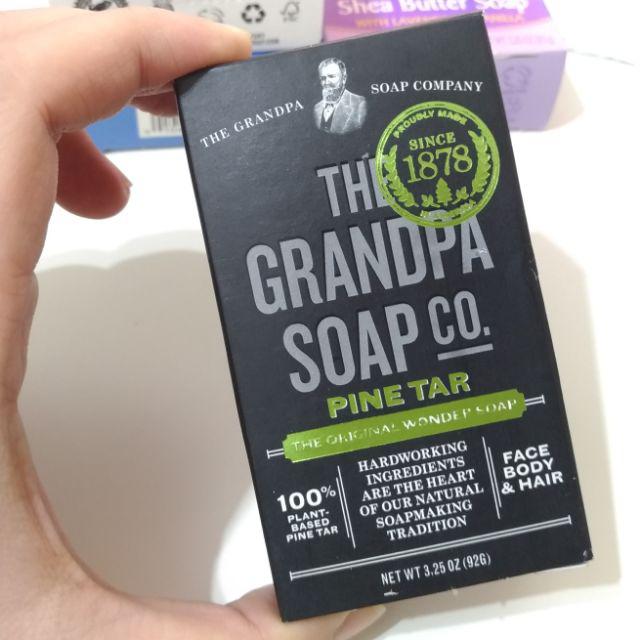 Shea Butter Soap
THE GRANDPA SOAP COMPANY
PROUDLY MADE
SINCE
1878
THE
GRANDPA
SOAP CO.
PINE TAR
THE ORIGINAL WONDER SOAP
100%
PLANT-
BASED
PINE TAR
HARDWORKING
INGREDIENTS
ARE THE HEART
OF OUR NATURAL
SOAPMAKING
TRADITION
FACE
BODY
& HAIR
NET WT 3.25 OZ (92G)